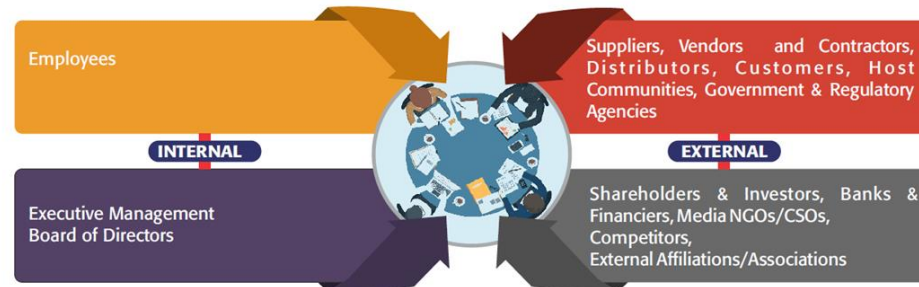 Employees
INTERNAL
Executive Management
Board of Directors
Suppliers, Vendors and Contractors,
Distributors, Customers, Host
Communities, Government & Regulatory
Agencies
EXTERNAL
Shareholders & Investors, Banks &
Financiers, Media NGOs/CSOs,
Competitors,
External Affiliations/Associations